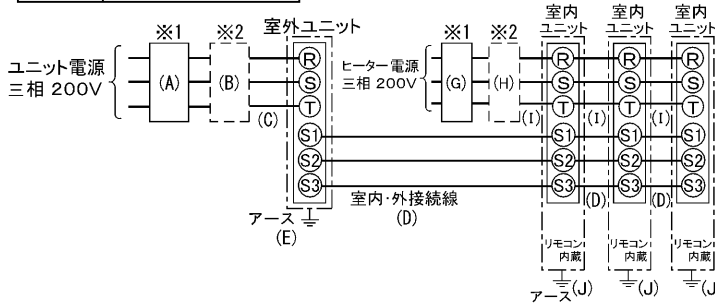 ※1
※2
室外ユニット
※1
※2
室内
ユニット
室内
ユニット
室内
ユニット
ユニット電源
三相 200V
(A)
(B)
(C)
R
S
T
S1
S2
S3
ヒーター電源
三相 200V
(G)
(H)
(I)
(I)
(I)
R
S
T
S1
S2
S3
R
S
T
S1
S2
S3
R
S
T
S1
S2
S3
室内・外接続線
(D)
(D)
(D)
アース
(E)
リモコン
内蔵
リモコン
内蔵
リモコン
内蔵
アース
(J)
(J)
(J